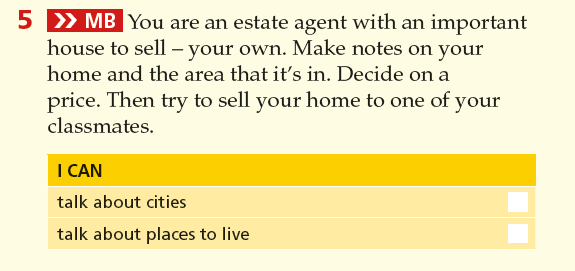 5 >> MB You are an estate agent with an important
house to sell – your own. Make notes on your
home and the area that it's in. Decide on a
price. Then try to sell your home to one of your
classmates.
I CAN
talk about cities
talk about places to live